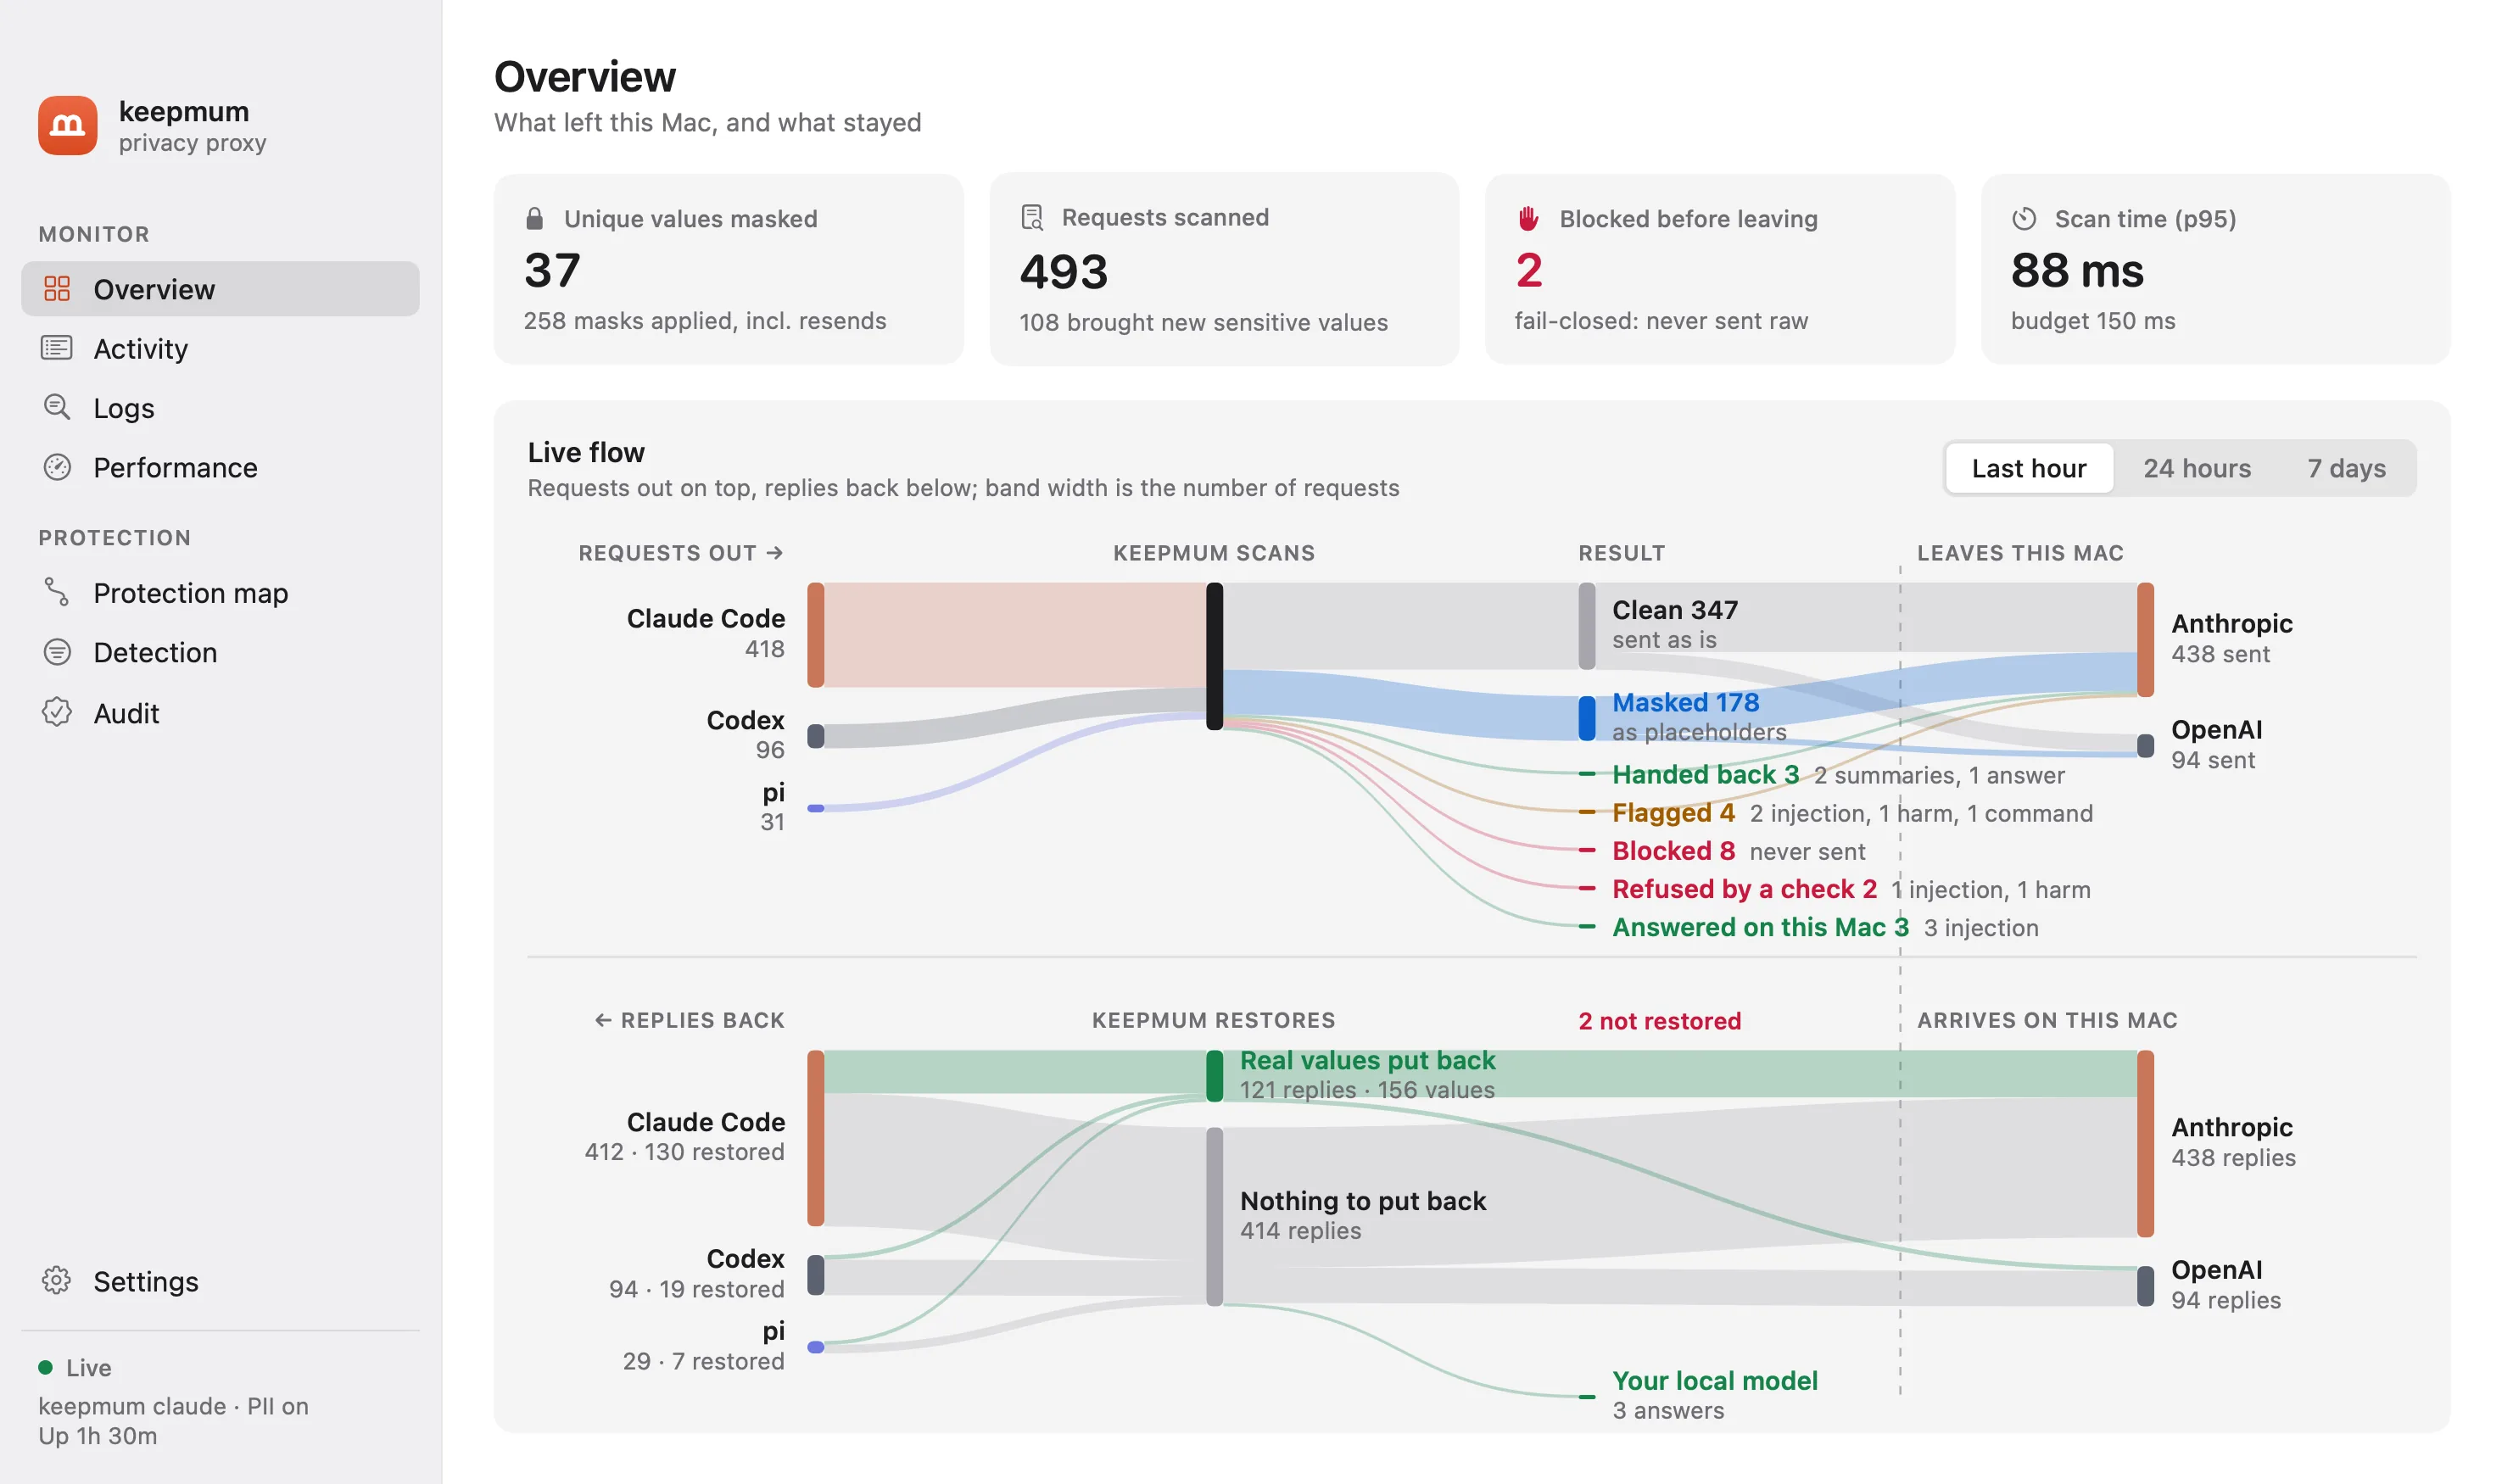 keepmum
privacy proxy
MONITOR
Overview
Activity
Logs
Performance
PROTECTION
Protection map
Detection
Audit
Settings
Live
keepmum claude · PII on
Up 1h 30m
Overview
What left this Mac, and what stayed
Unique values masked
37
258 masks applied, incl. resends
Requests scanned
493
108 brought new sensitive values
Blocked before leaving
2
fail-closed: never sent raw
Scan time (p95)
88 ms
budget 150 ms
Live flow
Requests out on top, replies back below; band width is the number of requests
Last hour 24 hours 7 days
REQUESTS OUT → KEEPMUM SCANS RESULT LEAVES THIS MAC
Claude Code
418
Codex
96
pi
31
Clean 347
sent as is
Masked 178
as placeholders
Handed back 3 2 summaries, 1 answer
Flagged 4 2 injection, 1 harm, 1 command
Blocked 8 never sent
Refused by a check 2 1 injection, 1 harm
Answered on this Mac 3 3 injection
Anthropic
438 sent
OpenAI
94 sent
← REPLIES BACK KEEPMUM RESTORES 2 not restored ARRIVES ON THIS MAC
Claude Code
412 · 130 restored
Codex
94 · 19 restored
pi
29 · 7 restored
Real values put back
121 replies · 156 values
Nothing to put back
414 replies
Your local model
3 answers
Anthropic
438 replies
OpenAI
94 replies